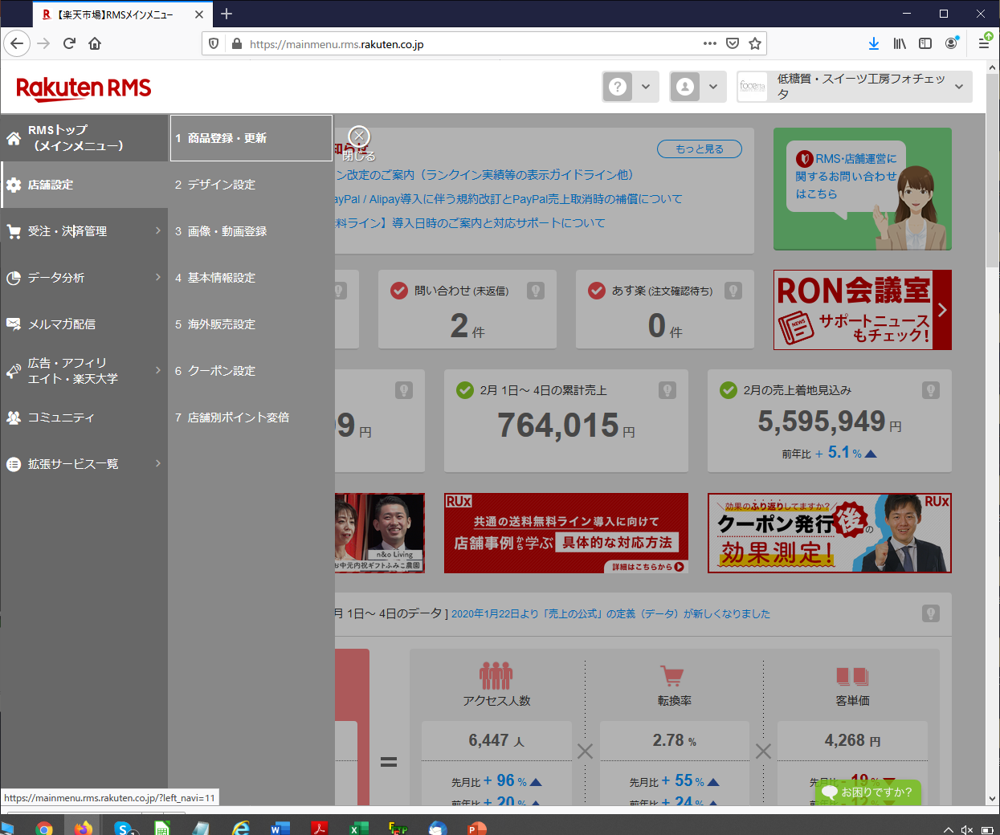 【楽天市場】RMSメインメニュー
https://mainmenu.rms.rakuten.co.jp
Rakuten RMS
低糖質・スイーツ工房フォチェッタ
RMSトップ
（メインメニュー）
店舗設定
受注・決済管理
データ分析
メルマガ配信
広告・アフィリ
エイト・楽天大学
コミュニティ
拡張サービス一覧
1 商品登録・更新
2 デザイン設定
3 画像・動画登録
4 基本情報設定
5 海外販売設定
6 クーポン設定
7 店舗別ポイント変倍
閉じる
知らせ
もっと見る
ン改定のご案内（ランクイン実績等の表示ガイドライン他）
ayPal / Alipay導入に伴う規約改訂とPayPal売上取消時の補償について
料ライン】導入日時のご案内と対応サポートについて
RMS・店舗運営に
関するお問い合わせ
はこちら
問い合わせ (未返信)
2 件
あす楽 (注文確認待ち)
0 件
RON会議室
NEWS
サポートニュース
もチェック!
9 円
2月 1日～ 4日の累計売上
764,015 円
2月の売上着地見込み
5,595,949 円
前年比 + 5.1 %
n&o Living
お中元内祝ギフトふみこ農園
RUx
共通の送料無料ライン導入に向けて
店舗事例から学ぶ 具体的な対応方法
詳細はこちらから
効果のふり返りしてますか?
RUx
クーポン発行後の
効果測定!
月 1日～ 4日のデータ ] 2020年1月22日より「売上の公式」の定義（データ）が新しくなりました
アクセス人数
6,447 人
先月比 + 96 %
前年比 + 20 %
転換率
2.78 %
先月比 + 55 %
前年比 + 24 %
客単価
4,268 円
先月比 - 19 %
前年比 - 12 %
お困りですか?
https://mainmenu.rms.rakuten.co.jp/?left_navi=11